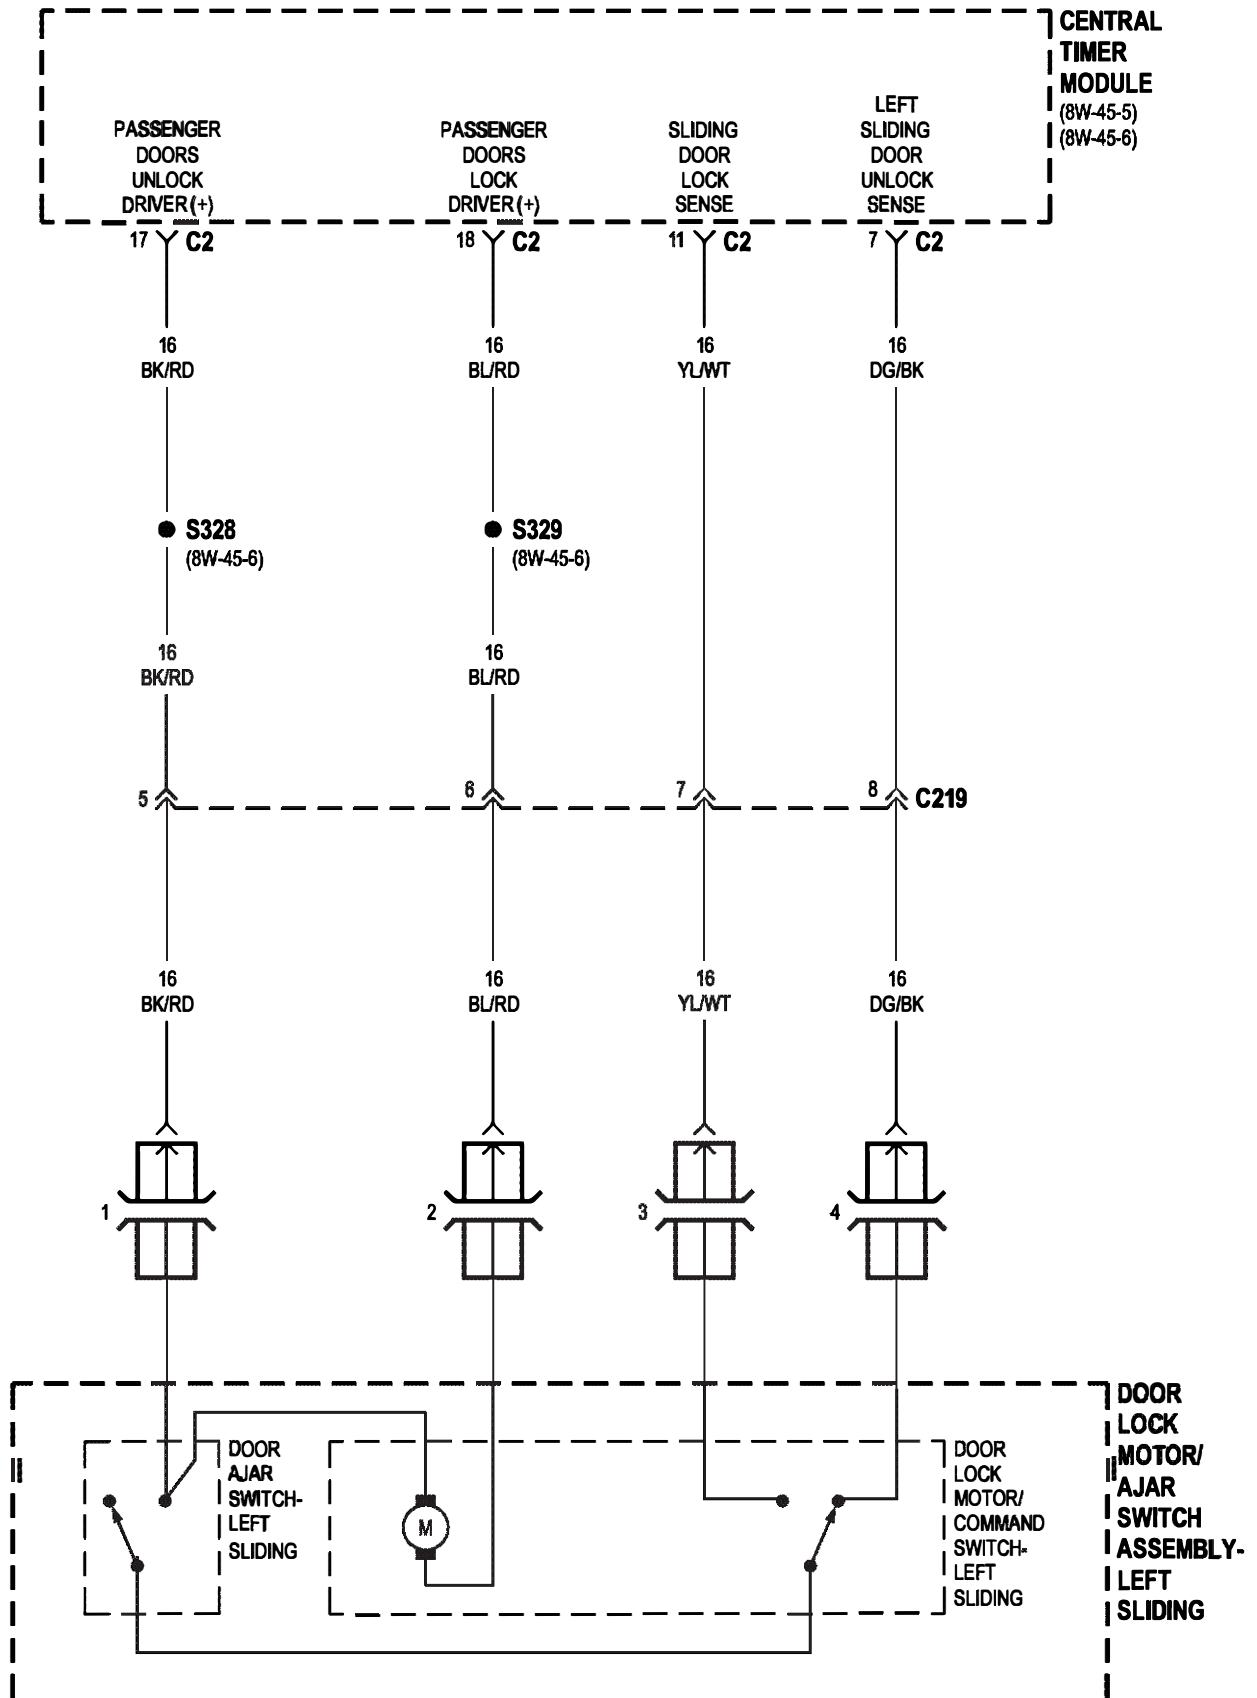 CENTRAL
TIMER
MODULE
(8W-45-5)
(8W-45-6)
PASSENGER
DOORS
UNLOCK
DRIVER (+)
PASSENGER
DOORS
LOCK
DRIVER (+)
SLIDING
DOOR
LOCK
SENSE
LEFT
SLIDING
DOOR
UNLOCK
SENSE
17 C2
18 C2
11 C2
7 C2
16
BK/RD
16
BL/RD
16
YL/WT
16
DG/BK
S328
(8W-45-6)
S329
(8W-45-6)
16
BK/RD
16
BL/RD
5
6
7
8 C219
16
BK/RD
16
BL/RD
16
YL/WT
16
DG/BK
1
2
3
4
DOOR
AJAR
SWITCH-
LEFT
SLIDING
M
DOOR
LOCK
MOTOR/
COMMAND
SWITCH-
LEFT
SLIDING
DOOR
LOCK
MOTOR/
AJAR
SWITCH
ASSEMBLY-
LEFT
SLIDING